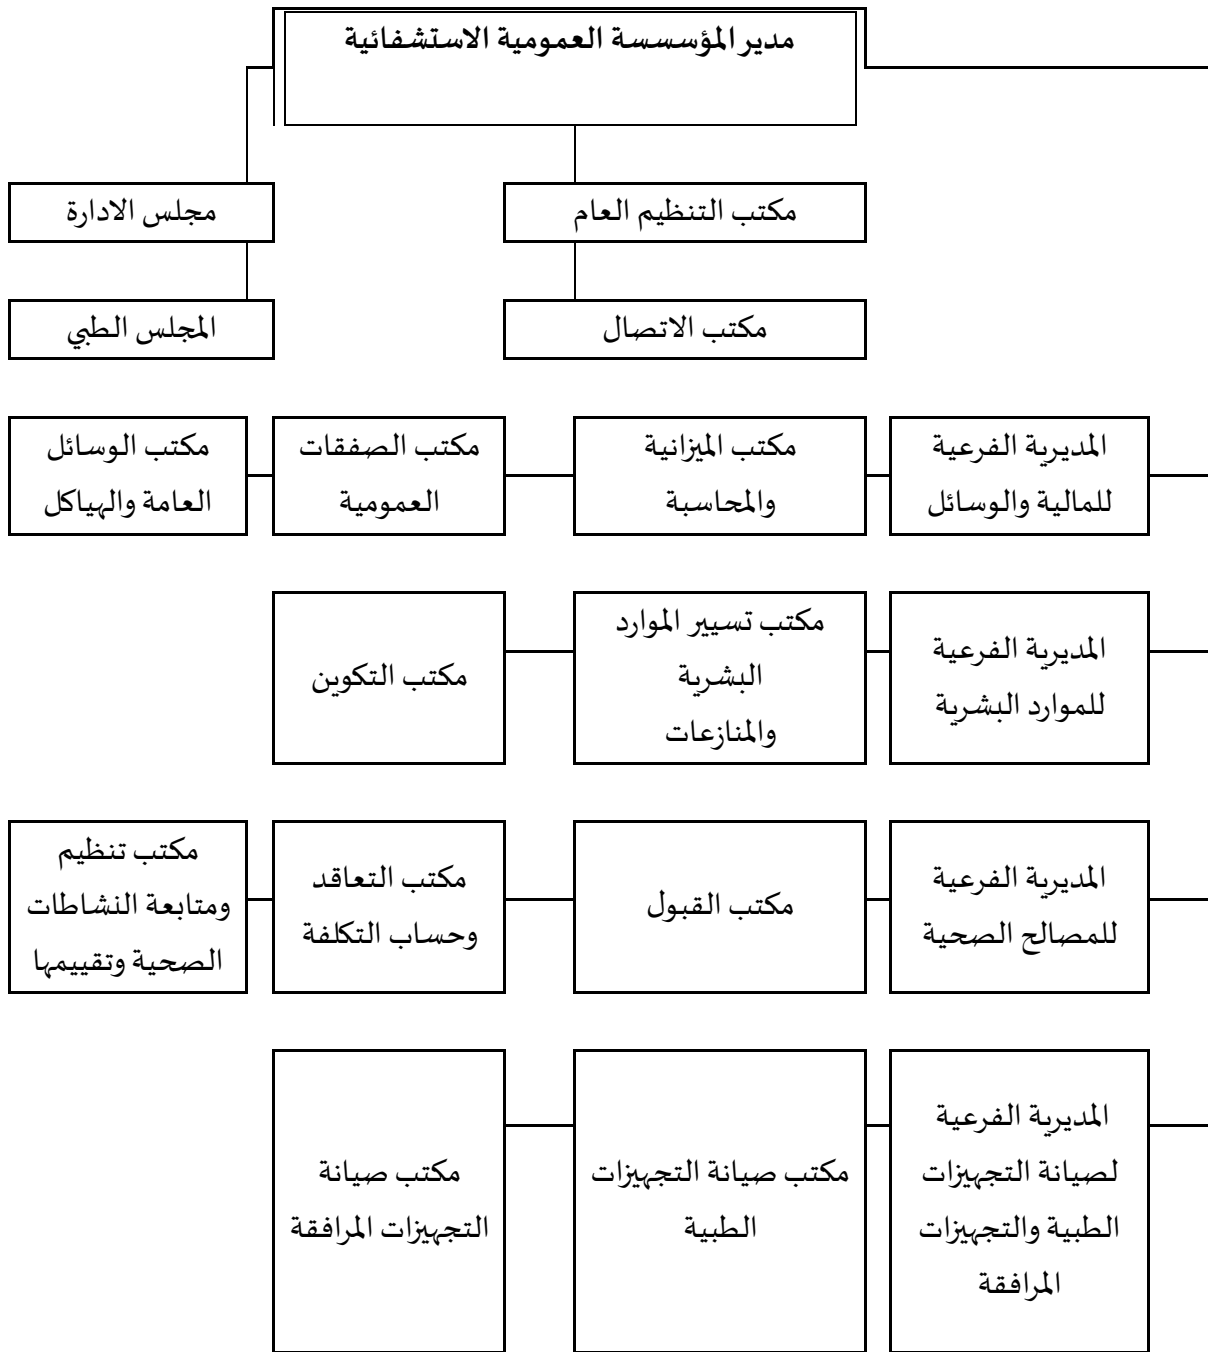 مدير المؤسسسة العمومية الاستشفائية
مكتب التنظيم العام
مجلس الادارة
مكتب الاتصال
المجلس الطبي
المديرية الفرعية
للمالية والوسائل
مكتب الميزانية
والمحاسبة
مكتب الصفقات
العمومية
مكتب الوسائل
العامة والهياكل
المديرية الفرعية
للموارد البشرية
مكتب تسيير الموارد
البشرية
والمنازعات
مكتب التكوين
المديرية الفرعية
للمصالح الصحية
مكتب القبول
مكتب التعاقد
وحساب التكلفة
مكتب تنظيم
ومتابعة النشاطات
الصحية وتقييمها
المديرية الفرعية
لصيانة التجهيزات
الطبية والتجهيزات
المرافقة
مكتب صيانة التجهيزات
الطبية
مكتب صيانة
التجهيزات المرافقة